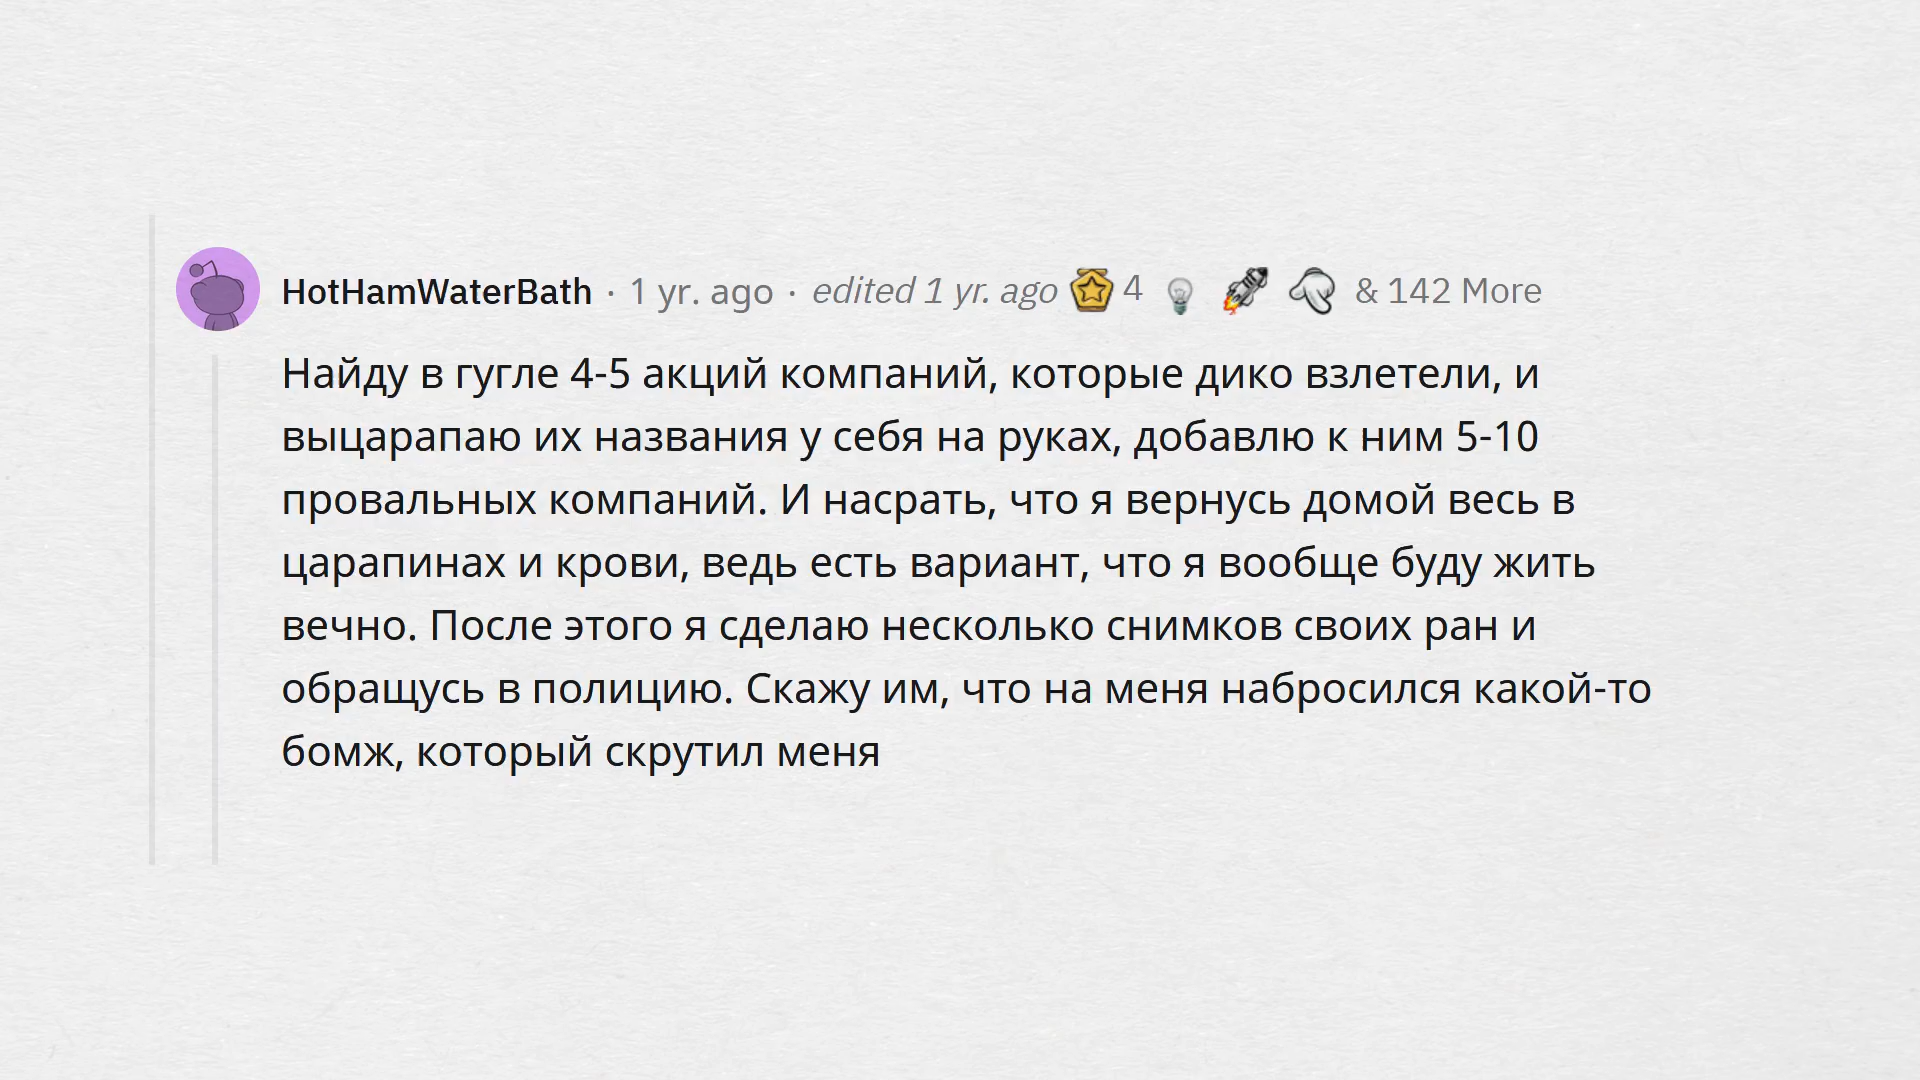 HotHamWaterBath · 1 yr. ago · edited 1 yr. ago 4 & 142 More
Найду в гугле 4-5 акций компаний, которые дико взлетели, и
выцарапаю их названия у себя на руках, добавлю к ним 5-10
провальных компаний. И насрать, что я вернусь домой весь в
царапинах и крови, ведь есть вариант, что я вообще буду жить
вечно. После этого я сделаю несколько снимков своих ран и
обращусь в полицию. Скажу им, что на меня набросился какой-то
бомж, который скрутил меня